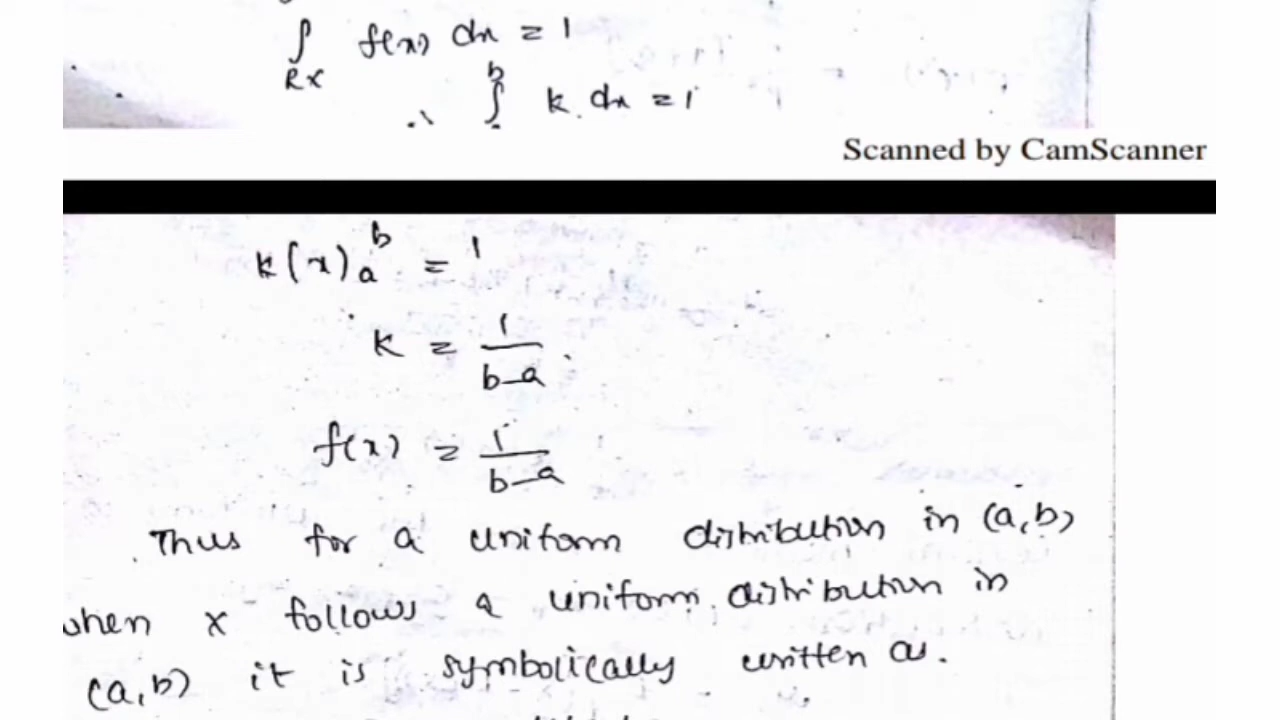 ∫ f(x) dx = 1
Rx
∴ ∫ᵇ k dx = 1
Scanned by CamScanner
k(x)ₐᵇ = 1
k = 1/(b-a)
f(x) = 1/(b-a)
Thus for a uniform distribution in (a,b)
when x follows a uniform distribution in
(a,b) it is symbolically written as.